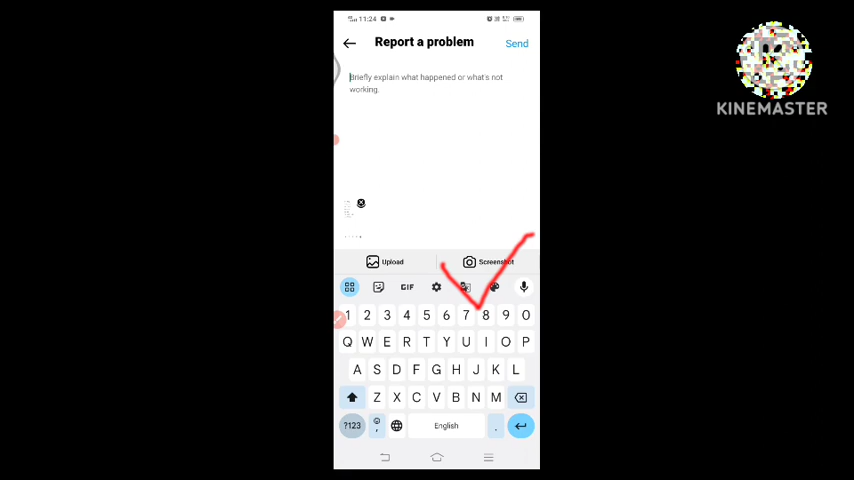 11:24
Report a problem
Send
Briefly explain what happened or what's not
working.
KINEMASTER
Upload
Screenshot
GIF
1 2 3 4 5 6 7 8 9 0
Q W E R T Y U I O P
A S D F G H J K L
Z X C V B N M
?123 , English .